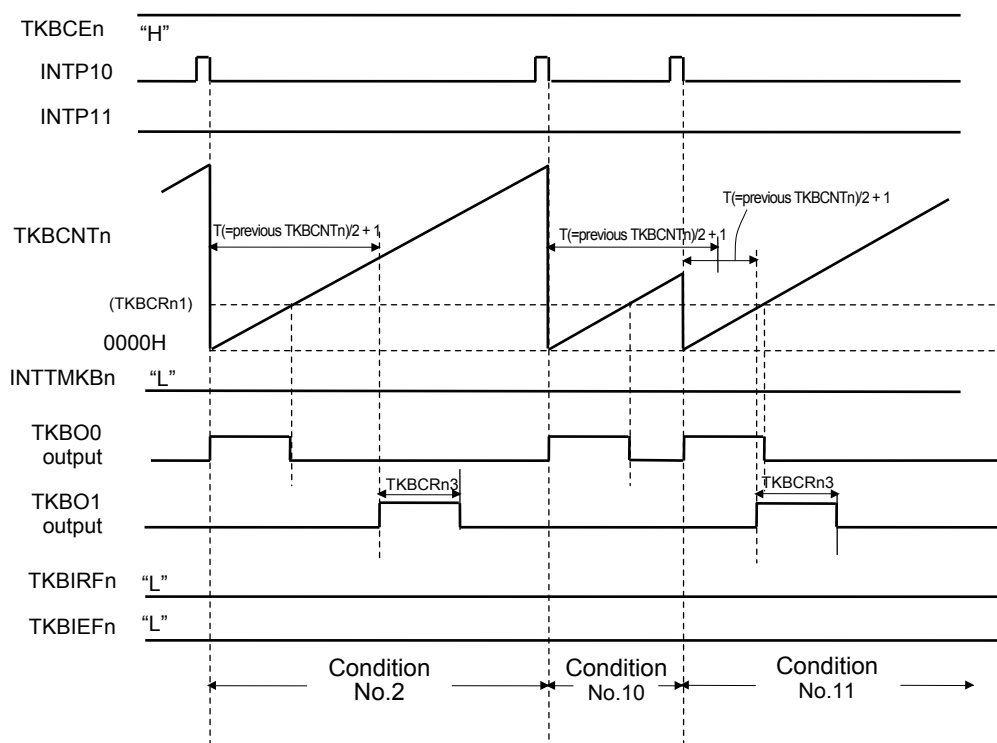 TKBCEn “H”
INTP10
INTP11
T(=previous TKBCNTn)/2 + 1
TKBCNTn
T(=previous TKBCNTn)/2 + 1
T(=previous TKBCNTn)/2 + 1
(TKBCRn1)
0000H
INTTMKBn “L”
TKBO0
output
TKBCRn3
TKBCRn3
TKBO1
output
TKBIRFn “L”
TKBIEFn “L”
Condition
No.2
Condition
No.10
Condition
No.11